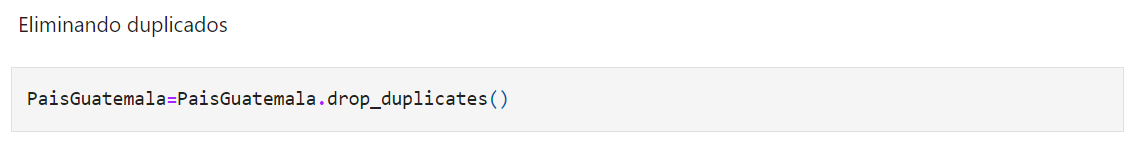 Eliminando duplicados
PaisGuatemala=PaisGuatemala.drop_duplicates()